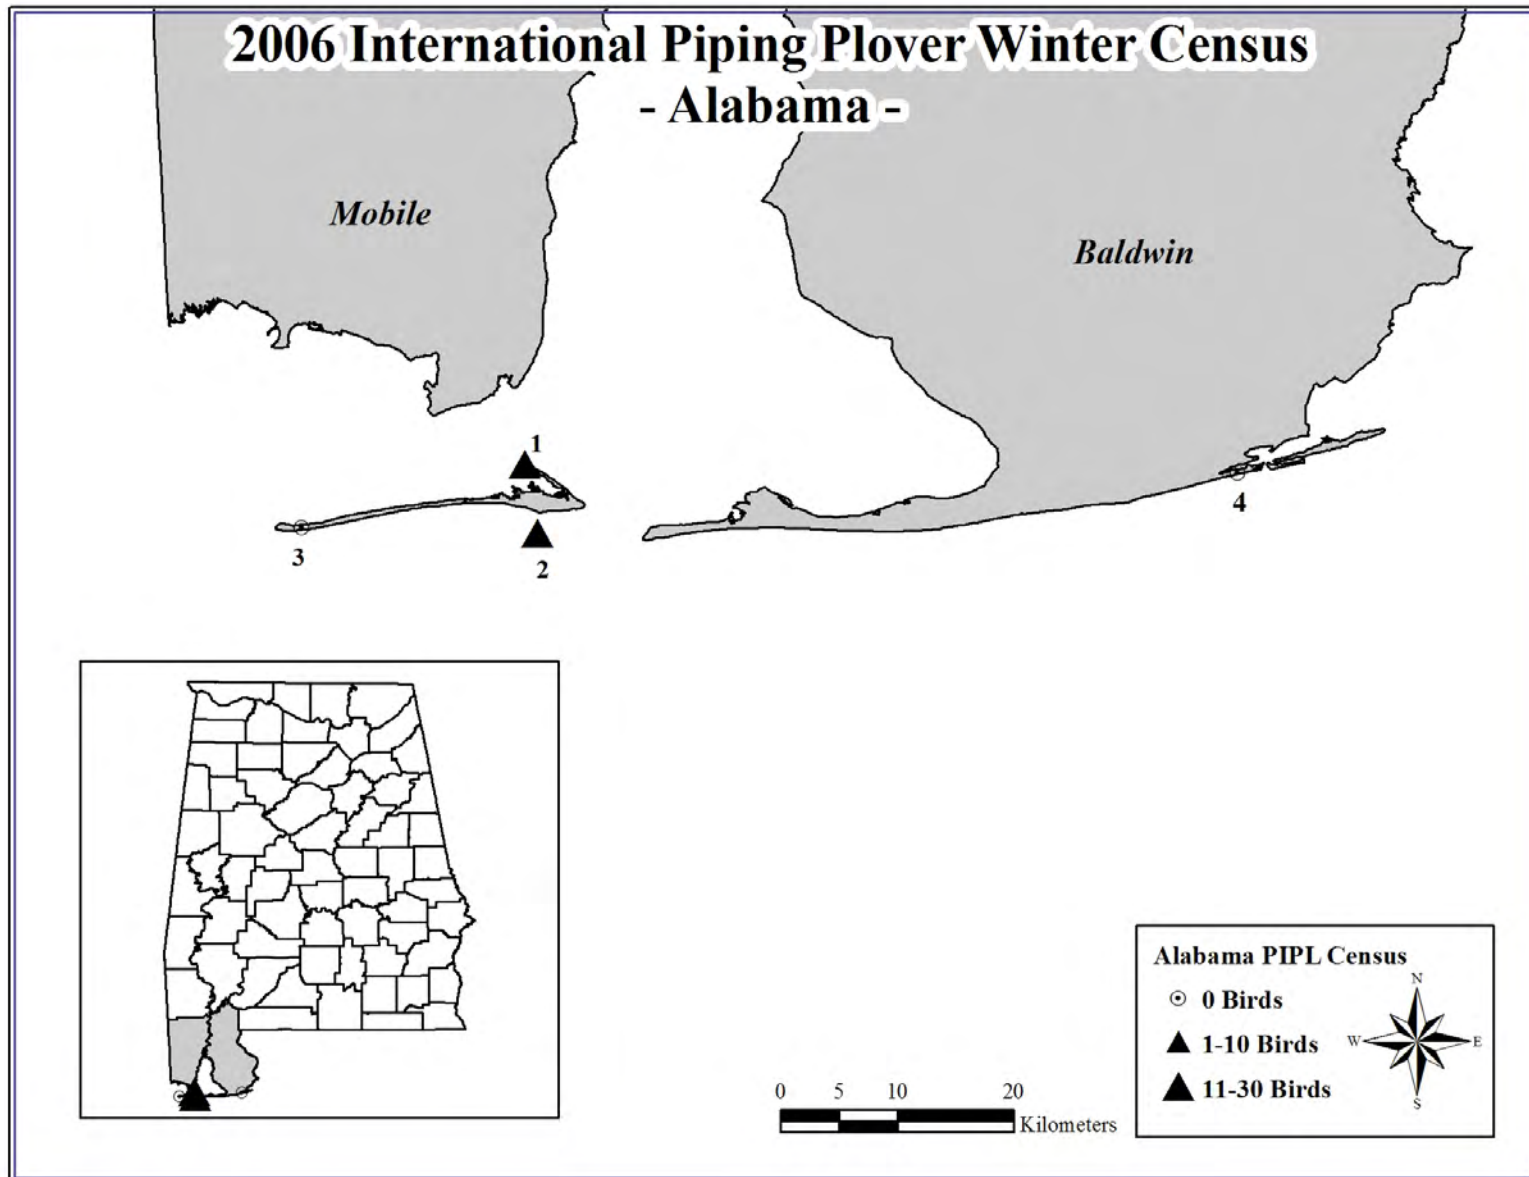 2006 International Piping Plover Winter Census
- Alabama -
Mobile
Baldwin
1
2
3
4
Alabama PIPL Census
0 Birds
1-10 Birds
11-30 Birds
N
W
E
S
0 5 10 20
Kilometers